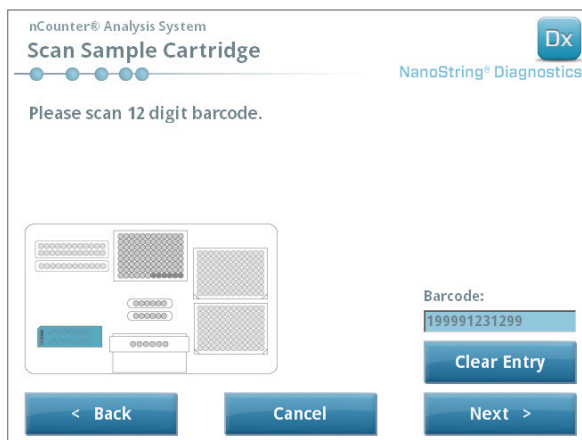 nCounter® Analysis System
Scan Sample Cartridge
Dx
NanoString® Diagnostics
Please scan 12 digit barcode.
Barcode:
199991231299
Clear Entry
< Back
Cancel
Next >